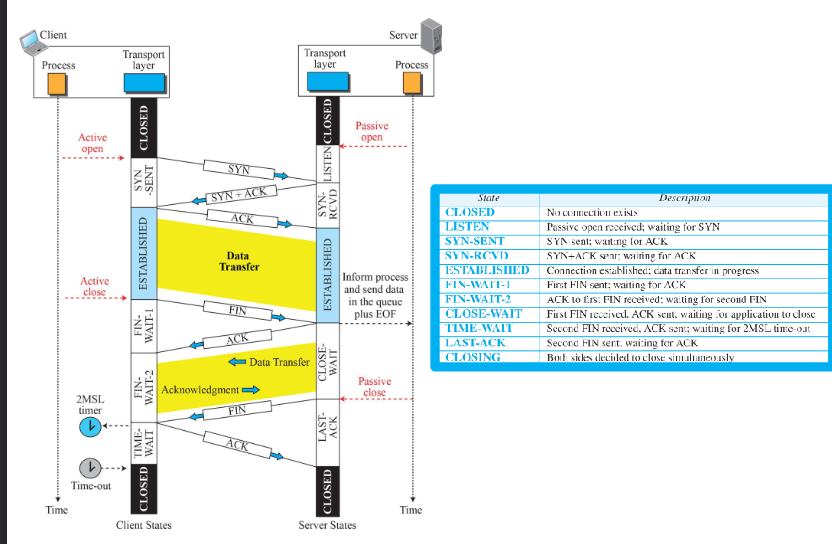 Client
Server
Transport
layer
Process
Transport
layer
Process
CLOSED
CLOSED
Active
open
Passive
open
SYN
LISTEN
SYN
-SENT
SYN + ACK
SYN-
RCVD
ACK
ESTABLISHED
Data
Transfer
ESTABLISHED
Inform process
and send data
in the queue
plus EOF
Active
close
FIN
FIN-
WAIT-1
ACK
Data Transfer
CLOSE-
WAIT
FIN-
WAIT-2
Acknowledgment
Passive
close
FIN
2MSL
timer
TIME-
WAIT
ACK
LAST-
ACK
Time-out
CLOSED
CLOSED
Time
Time
Client States
Server States
State Description
CLOSED No connection exists
LISTEN Passive open received; waiting for SYN
SYN-SENT SYN sent; waiting for ACK
SYN-RCVD SYN+ACK sent; waiting for ACK
ESTABLISHED Connection established; data transfer in progress
FIN-WAIT-1 First FIN sent; waiting for ACK
FIN-WAIT-2 ACK to first FIN received; waiting for second FIN
CLOSE-WAIT First FIN received, ACK sent; waiting for application to close
TIME-WAIT Second FIN received, ACK sent; waiting for 2MSL time-out
LAST-ACK Second FIN sent; waiting for ACK
CLOSING Both sides decided to close simultaneously